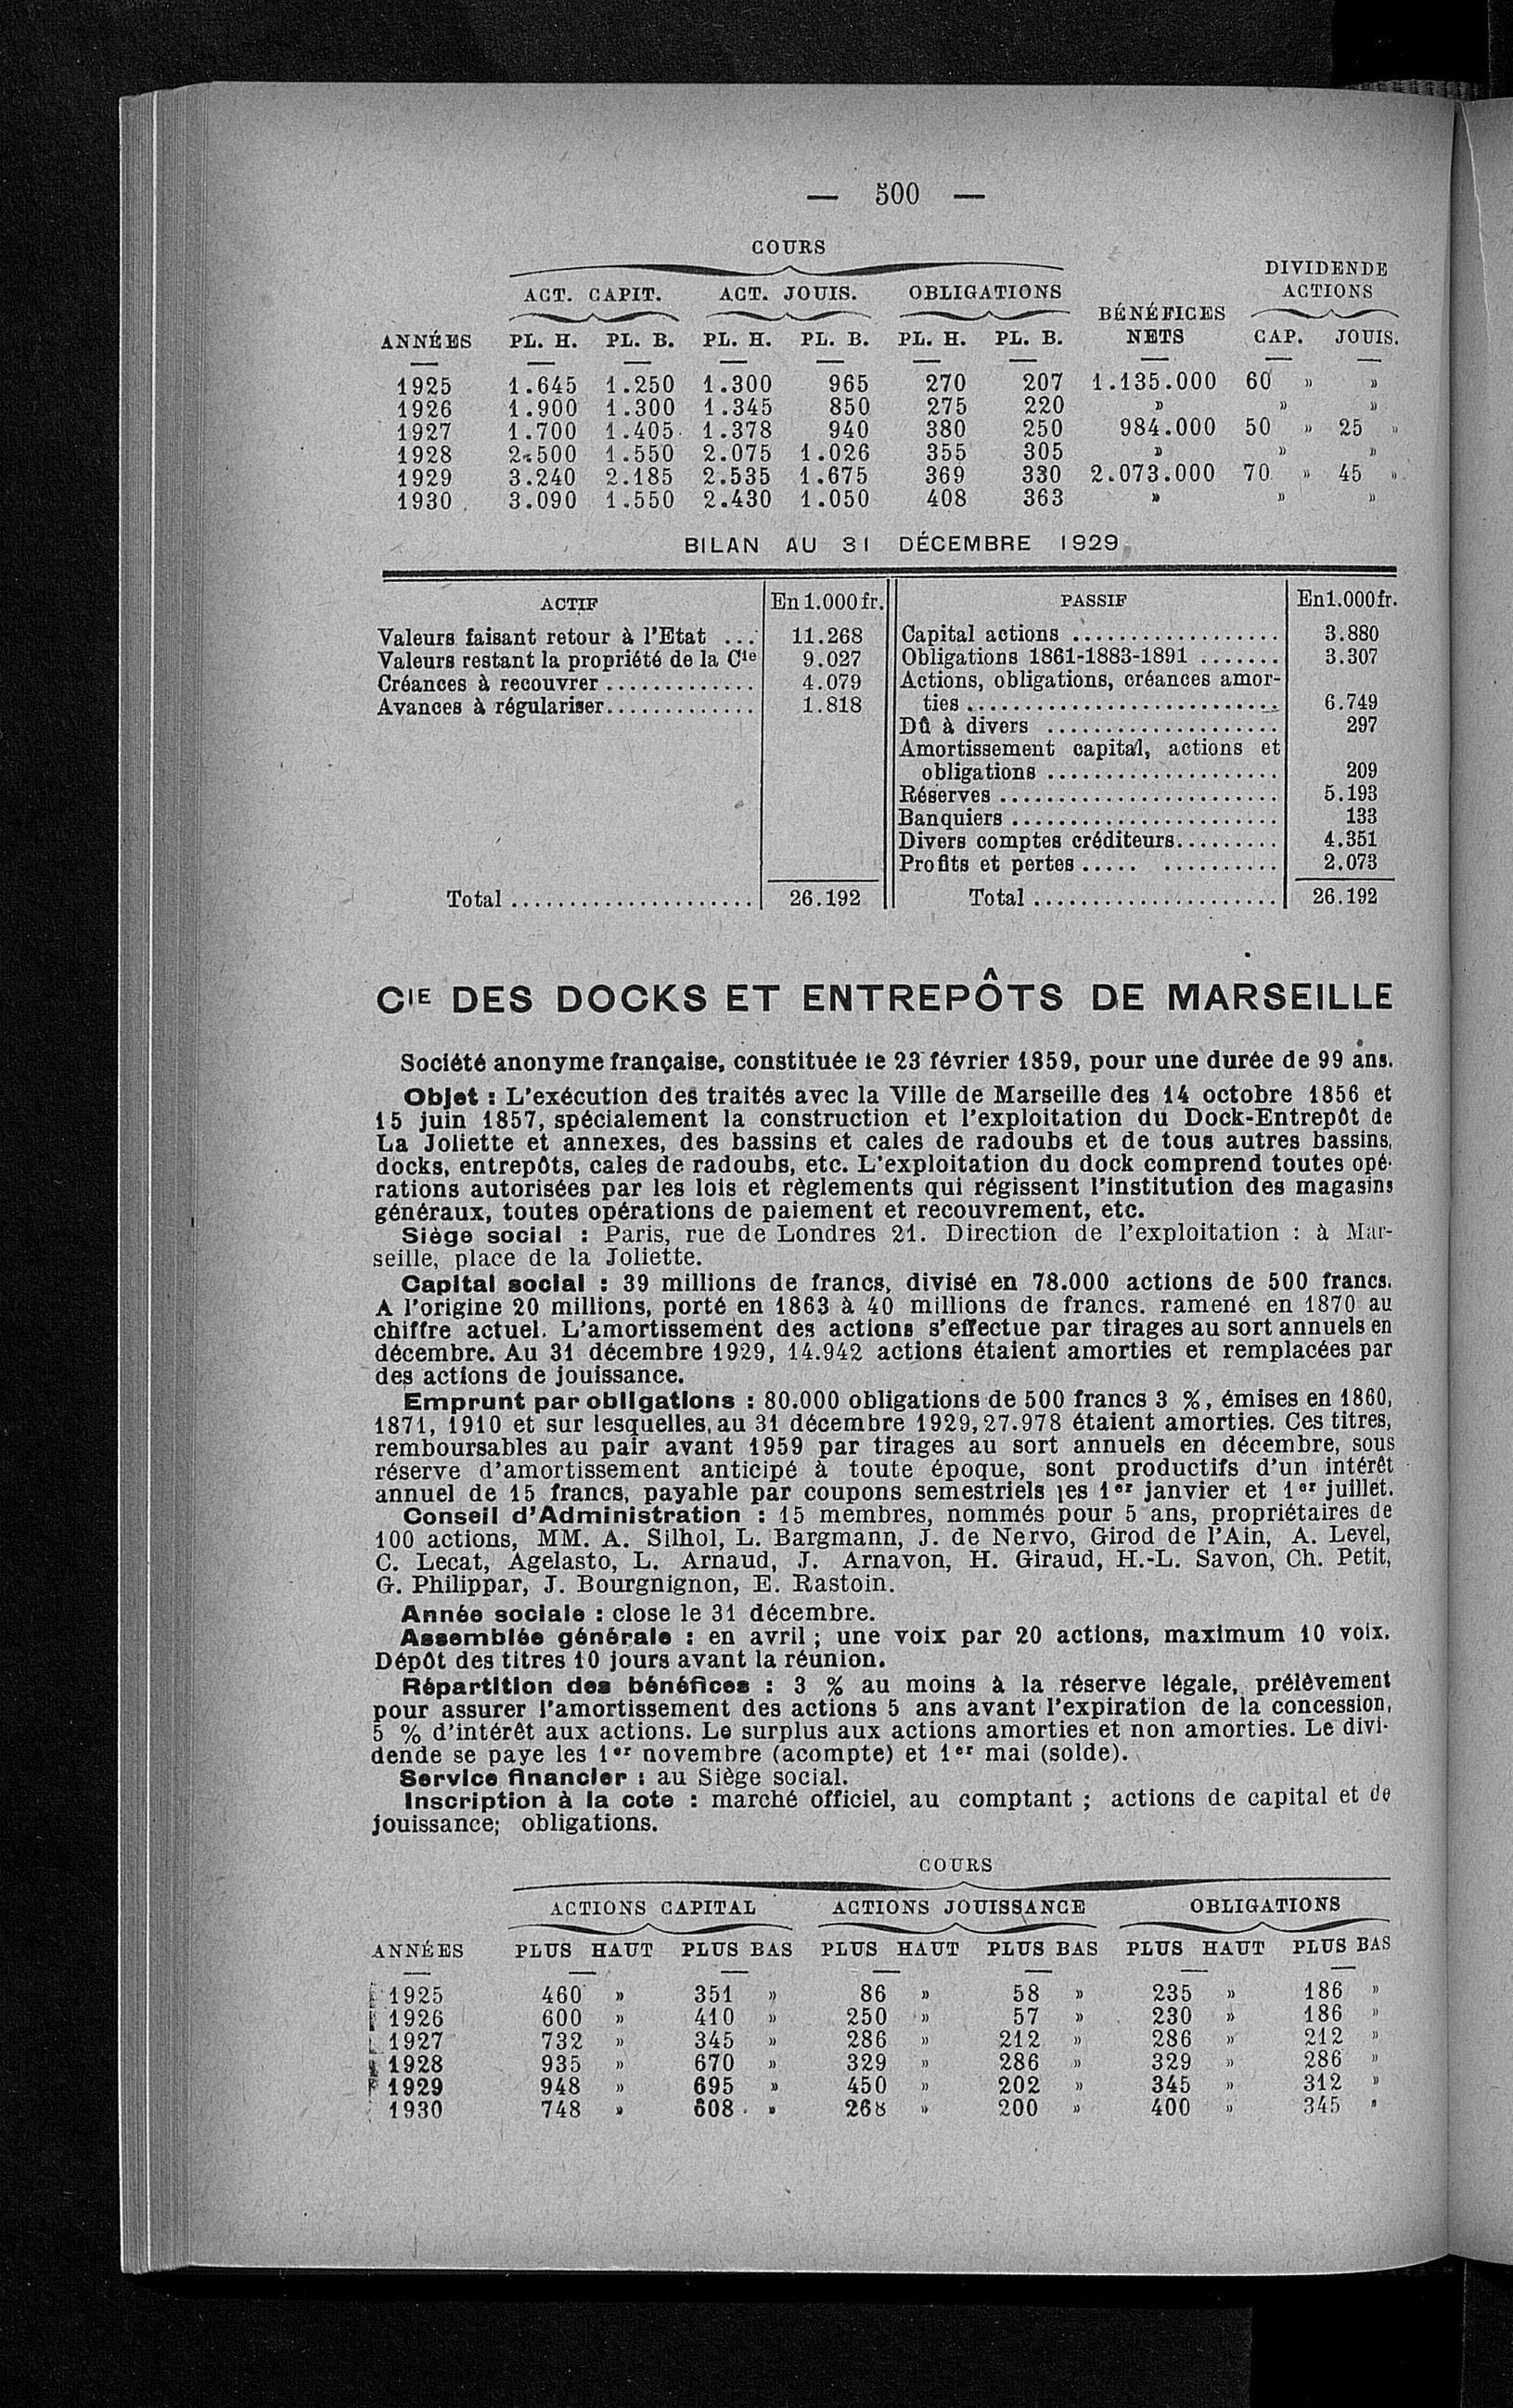 — 500 —
COURS
DIVIDENDE
ACT. CAPIT. ACT. JOUIS. OBLIGATIONS ACTIONS
BÉNÉFICES
ANNÉES PL. H. PL. B. PL. H. PL. B. PL. H. PL. B. NETS CAP. JOUIS.
1925 1.645 1.250 1.300 965 270 207 1.135.000 60 » »
1926 1.900 1.300 1.345 850 275 220 » » »
1927 1.700 1.405 1.378 940 380 250 984.000 50 » 25 »
1928 2.500 1.550 2.075 1.026 355 305 » » »
1929 3.240 2.185 2.535 1.675 369 330 2.073.000 70 » 45 »
1930 3.090 1.550 2.430 1.050 408 363 » » »
BILAN AU 31 DÉCEMBRE 1929
ACTIF En 1.000 fr. PASSIF En 1.000 fr.
Valeurs faisant retour à l'Etat ... 11.268 Capital actions .................. 3.880
Valeurs restant la propriété de la Cie 9.027 Obligations 1861-1883-1891 ....... 3.307
Créances à recouvrer ............. 4.079 Actions, obligations, créances amor-
Avances à régulariser............. 1.818 ties ........................... 6.749
Dû à divers .................... 297
Amortissement capital, actions et
obligations .................... 209
Réserves ........................ 5.193
Banquiers ....................... 133
Divers comptes créditeurs......... 4.351
Profits et pertes ..... .......... 2.073
Total ..................... 26.192 Total ..................... 26.192
CIE DES DOCKS ET ENTREPÔTS DE MARSEILLE
Société anonyme française, constituée le 23 février 1859, pour une durée de 99 ans.
Objet : L'exécution des traités avec la Ville de Marseille des 14 octobre 1856 et
15 juin 1857, spécialement la construction et l'exploitation du Dock-Entrepôt de
La Joliette et annexes, des bassins et cales de radoubs et de tous autres bassins,
docks, entrepôts, cales de radoubs, etc. L'exploitation du dock comprend toutes opé-
rations autorisées par les lois et règlements qui régissent l'institution des magasins
généraux, toutes opérations de paiement et recouvrement, etc.
Siège social : Paris, rue de Londres 21. Direction de l'exploitation : à Mar-
seille, place de la Joliette.
Capital social : 39 millions de francs, divisé en 78.000 actions de 500 francs.
A l'origine 20 millions, porté en 1863 à 40 millions de francs. ramené en 1870 au
chiffre actuel. L'amortissement des actions s'effectue par tirages au sort annuels en
décembre. Au 31 décembre 1929, 14.942 actions étaient amorties et remplacées par
des actions de jouissance.
Emprunt par obligations : 80.000 obligations de 500 francs 3 %, émises en 1860,
1871, 1910 et sur lesquelles, au 31 décembre 1929, 27.978 étaient amorties. Ces titres,
remboursables au pair avant 1959 par tirages au sort annuels en décembre, sous
réserve d'amortissement anticipé à toute époque, sont productifs d'un intérêt
annuel de 15 francs, payable par coupons semestriels les 1er janvier et 1er juillet.
Conseil d'Administration : 15 membres, nommés pour 5 ans, propriétaires de
100 actions, MM. A. Silhol, L. Bargmann, J. de Nervo, Girod de l'Ain, A. Level,
C. Lecat, Agelasto, L. Arnaud, J. Arnavon, H. Giraud, H.-L. Savon, Ch. Petit,
G. Philippar, J. Bourgnignon, E. Rastoin.
Année sociale : close le 31 décembre.
Assemblée générale : en avril ; une voix par 20 actions, maximum 10 voix.
Dépôt des titres 10 jours avant la réunion.
Répartition des bénéfices : 3 % au moins à la réserve légale, prélèvement
pour assurer l'amortissement des actions 5 ans avant l'expiration de la concession,
5 % d'intérêt aux actions. Le surplus aux actions amorties et non amorties. Le divi-
dende se paye les 1er novembre (acompte) et 1er mai (solde).
Service financier : au Siège social.
Inscription à la cote : marché officiel, au comptant ; actions de capital et de
jouissance; obligations.
COURS
ACTIONS CAPITAL ACTIONS JOUISSANCE OBLIGATIONS
ANNÉES PLUS HAUT PLUS BAS PLUS HAUT PLUS BAS PLUS HAUT PLUS BAS
1925 460 » 351 » 86 » 58 » 235 » 186 »
1926 600 » 410 » 250 » 57 » 230 » 186 »
1927 732 » 345 » 286 » 212 » 286 » 212 »
1928 935 » 670 » 329 » 286 » 329 » 286 »
1929 948 » 695 » 450 » 202 » 345 » 312 »
1930 748 » 608 » 268 » 200 » 400 » 345 »